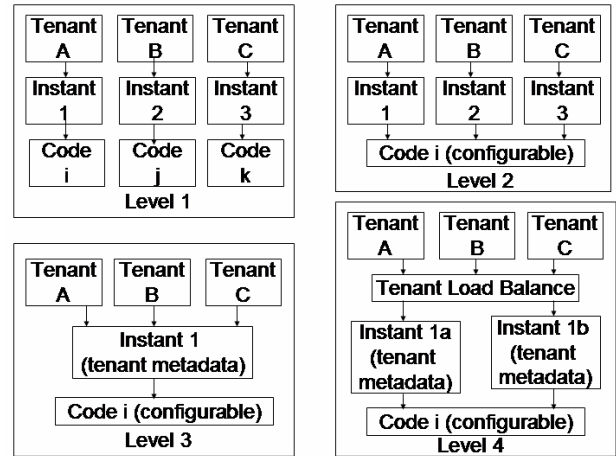 Tenant A
Tenant B
Tenant C
Instant 1
Instant 2
Instant 3
Code i
Code j
Code k
Level 1
Tenant A
Tenant B
Tenant C
Instant 1
Instant 2
Instant 3
Code i (configurable)
Level 2
Tenant A
Tenant B
Tenant C
Instant 1
(tenant metadata)
Code i (configurable)
Level 3
Tenant A
Tenant B
Tenant C
Tenant Load Balance
Instant 1a
(tenant
metadata)
Instant 1b
(tenant
metadata)
Code i (configurable)
Level 4